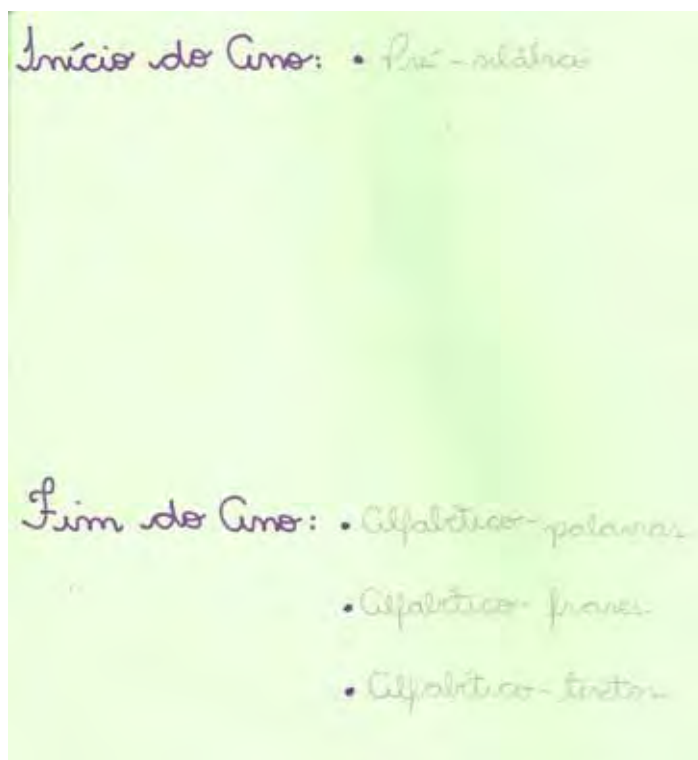 Início do Ano: • Pré-silábico
Fim do Ano: • Alfabético-palavras
• Alfabético-frases
• Alfabético-textos